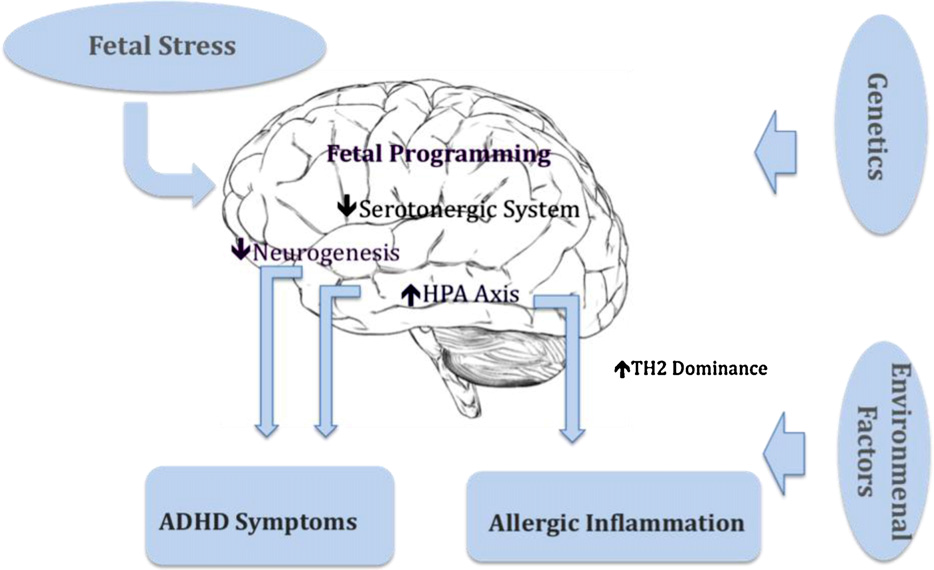 Fetal Stress
Genetics
Fetal Programming
↓Serotonergic System
↓Neurogenesis
↑HPA Axis
↑TH2 Dominance
Environmenal
Factors
ADHD Symptoms
Allergic Inflammation